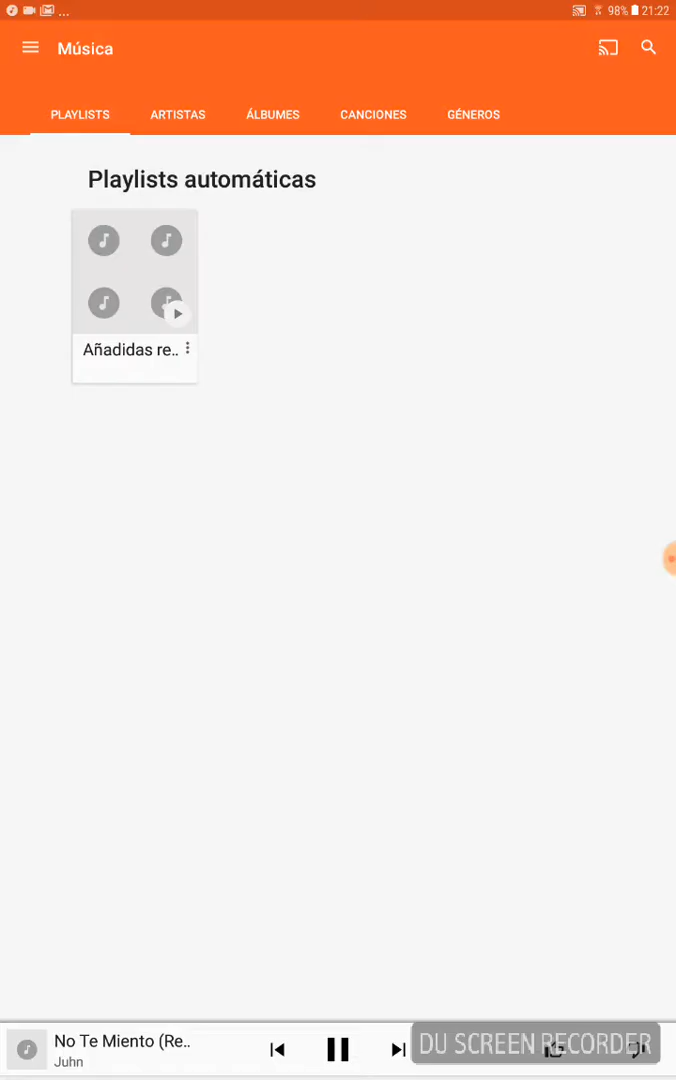 98% 21:22
Música
PLAYLISTS ARTISTAS ÁLBUMES CANCIONES GÉNEROS
Playlists automáticas
Añadidas re..
No Te Miento (Re..
Juhn
DU SCREEN RECORDER